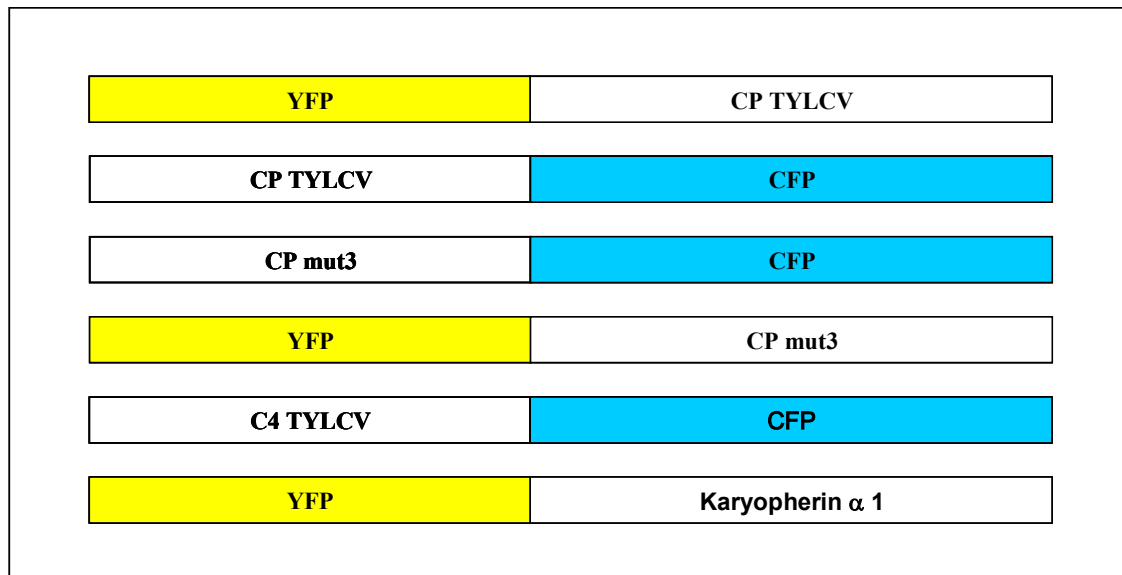 YFP CP TYLCV
CP TYLCV CFP
CP mut3 CFP
YFP CP mut3
C4 TYLCV CFP
YFP Karyopherin α 1